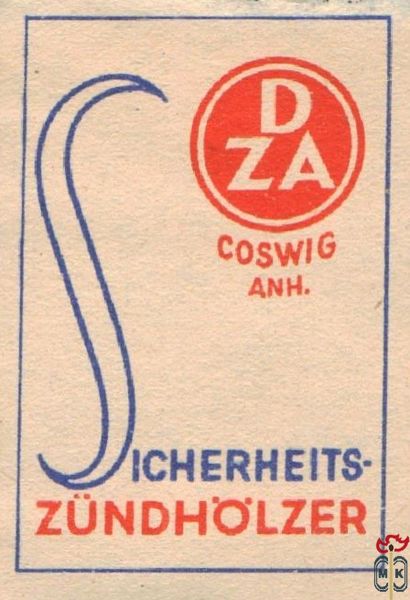 D
ZA
COSWIG
ANH.
SICHERHEITS-
ZÜNDHÖLZER
MK